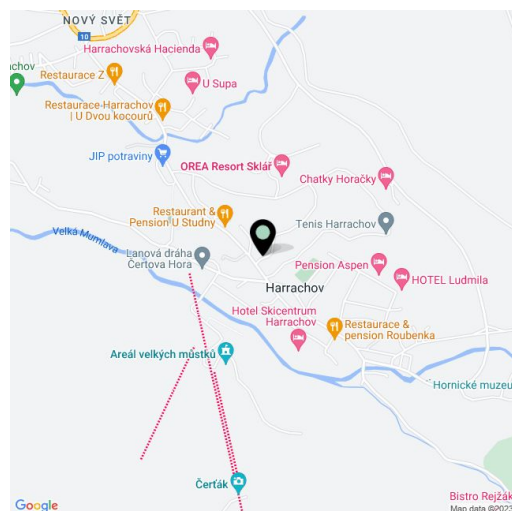 NOVÝ SVĚT
10
Harrachovská Hacienda
chov
Restaurace Z
U Supa
Restaurace-Harrachov
| U Dvou kocourů
JIP potraviny
OREA Resort Sklář
Chatky Horačky
Restaurant &
Pension U Studny
Tenis Harrachov
Velká Mumlava
Lanová dráha
Čertova Hora
Pension Aspen
HOTEL Ludmila
Harrachov
Hotel Skicentrum
Harrachov
Restaurace &
pension Roubenka
Areál velkých můstků
Hornické muzeu
Čerťák
Bistro Rejžák
Google
Map data ©2023